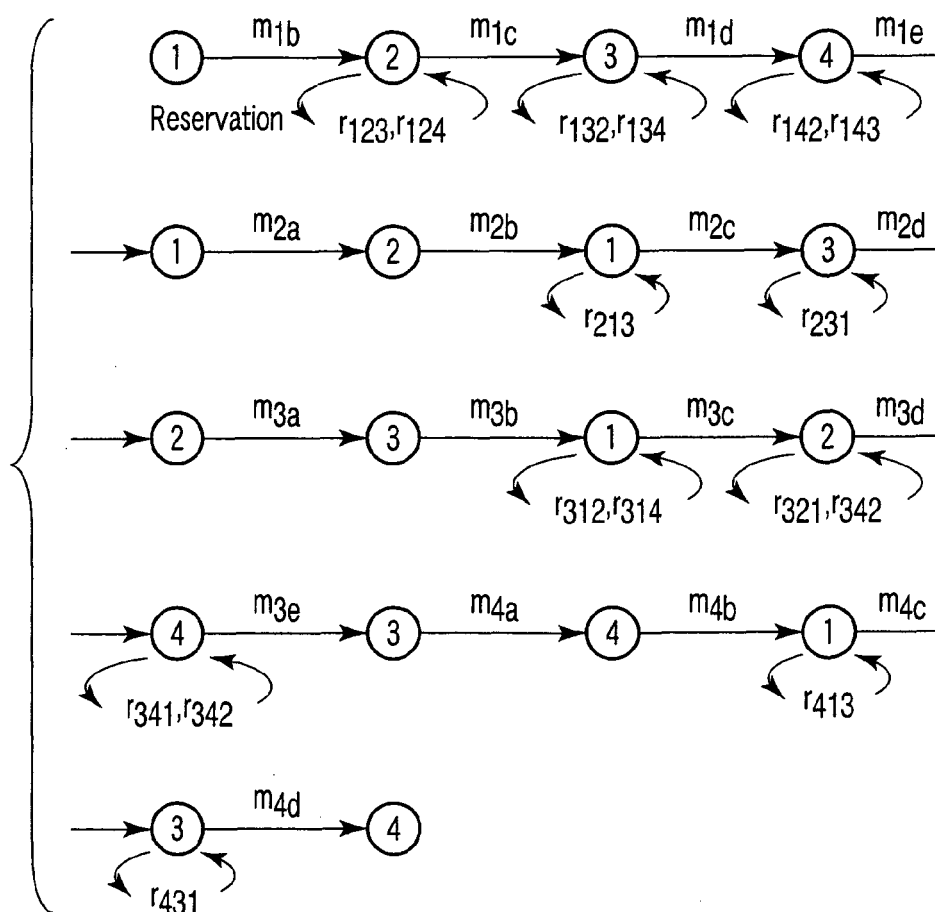 m1b m1c m1d m1e
1 2 3 4
Reservation r123,r124 r132,r134 r142,r143
m2a m2b m2c m2d
1 2 1 3
r213 r231
m3a m3b m3c m3d
2 3 1 2
r312,r314 r321,r342
m3e m4a m4b m4c
4 3 4 1
r341,r342 r413
m4d
3 4
r431